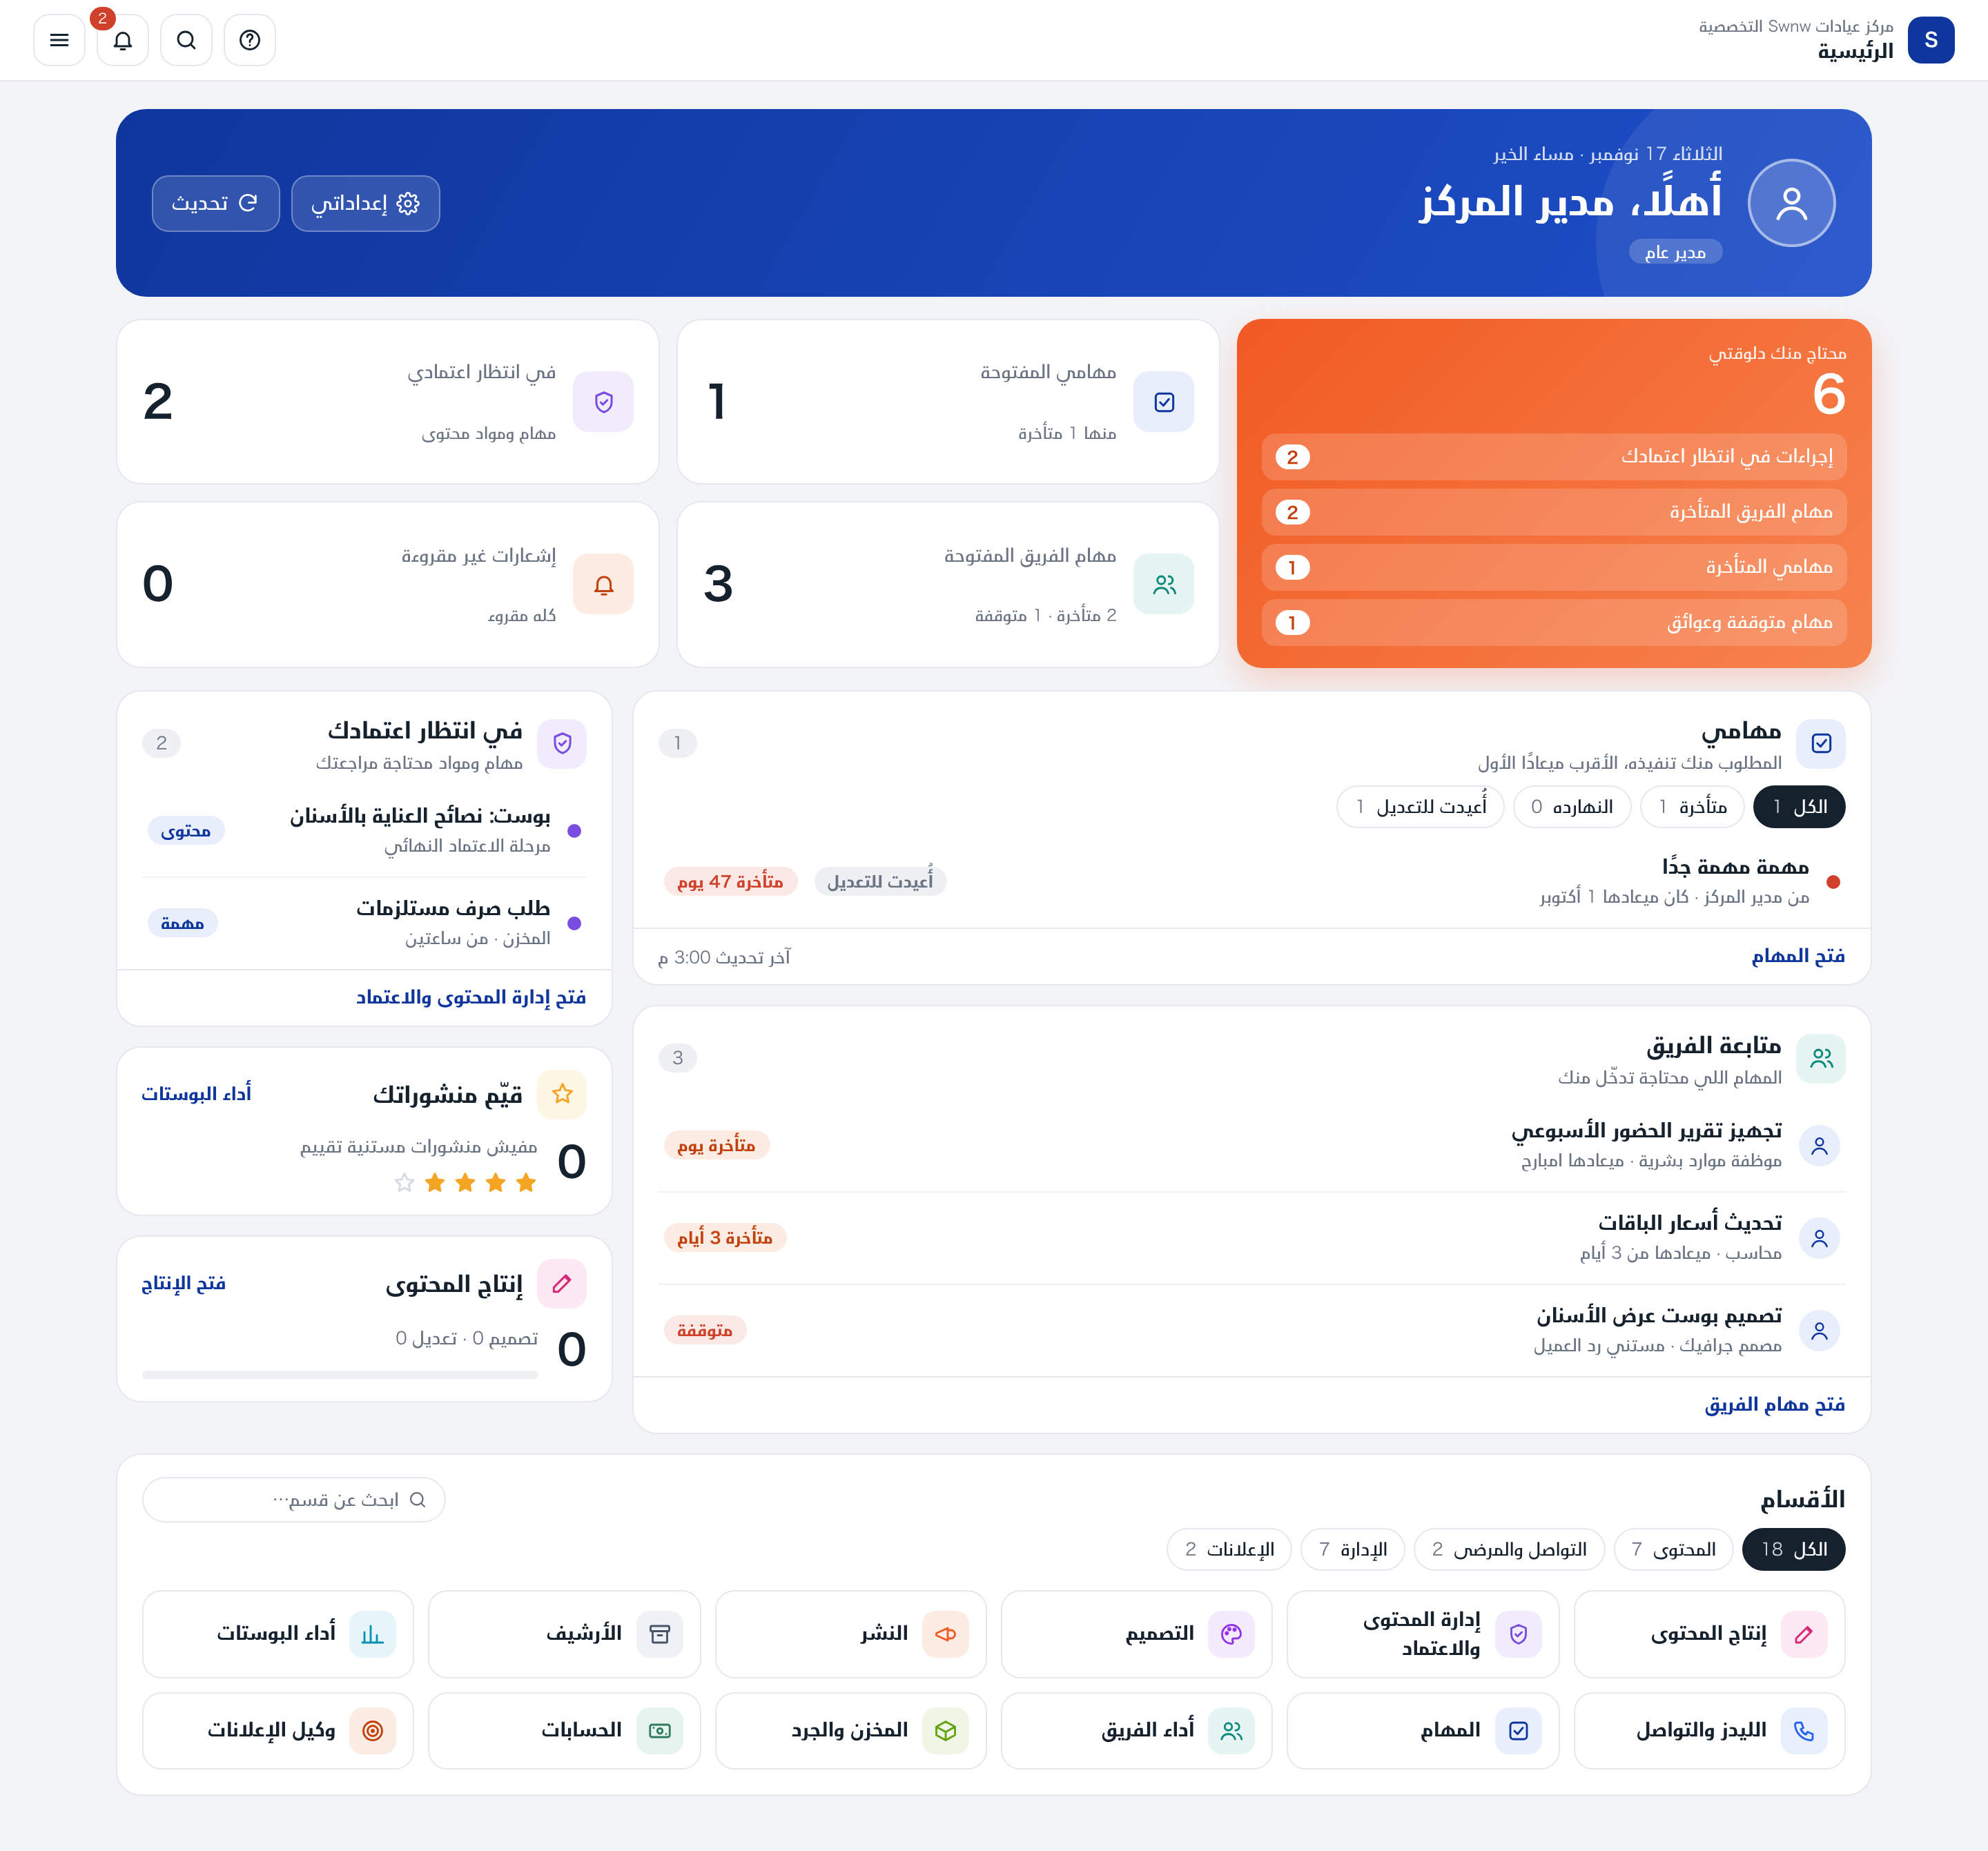 مركز عيادات Swnw التخصصية
الرئيسية
S
2
الثلاثاء 17 نوفمبر · مساء الخير
أهلًا، مدير المركز
مدير عام
إعداداتي
تحديث
محتاج منك دلوقتي
6
إجراءات في انتظار اعتمادك 2
مهام الفريق المتأخرة 2
مهامي المتأخرة 1
مهام متوقفة وعوائق 1
مهامي المفتوحة
1
منها 1 متأخرة
في انتظار اعتمادي
2
مهام ومواد محتوى
مهام الفريق المفتوحة
3
2 متأخرة · 1 متوقفة
إشعارات غير مقروءة
0
كله مقروء
مهامي
1
المطلوب منك تنفيذه، الأقرب ميعادًا الأول
الكل 1
متأخرة 1
النهارده 0
أُعيدت للتعديل 1
مهمة مهمة جدًا
من مدير المركز · كان ميعادها 1 أكتوبر
أُعيدت للتعديل
متأخرة 47 يوم
فتح المهام
آخر تحديث 3:00 م
في انتظار اعتمادك
2
مهام ومواد محتاجة مراجعتك
بوست: نصائح العناية بالأسنان
مرحلة الاعتماد النهائي
محتوى
طلب صرف مستلزمات
المخزن · من ساعتين
مهمة
فتح إدارة المحتوى والاعتماد
متابعة الفريق
3
المهام اللي محتاجة تدخّل منك
تجهيز تقرير الحضور الأسبوعي
موظفة موارد بشرية · ميعادها امبارح
متأخرة يوم
تحديث أسعار الباقات
محاسب · ميعادها من 3 أيام
متأخرة 3 أيام
تصميم بوست عرض الأسنان
مصمم جرافيك · مستني رد العميل
متوقفة
فتح مهام الفريق
قيّم منشوراتك
أداء البوستات
0
مفيش منشورات مستنية تقييم
إنتاج المحتوى
فتح الإنتاج
0
تصميم 0 · تعديل 0
الأقسام
ابحث عن قسم…
الكل 18
المحتوى 7
التواصل والمرضى 2
الإدارة 7
الإعلانات 2
إنتاج المحتوى
إدارة المحتوى
والاعتماد
التصميم
النشر
الأرشيف
أداء البوستات
الليدز والتواصل
المهام
أداء الفريق
المخزن والجرد
الحسابات
وكيل الإعلانات